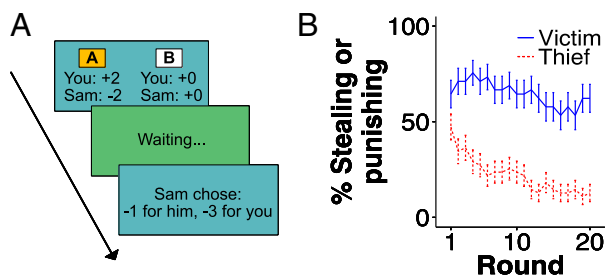 A
A B
You: +2 You: +0
Sam: -2 Sam: +0
Waiting...
Sam chose:
-1 for him, -3 for you
B
% Stealing or
punishing
100
50
0
Victim
Thief
1 10 20
Round